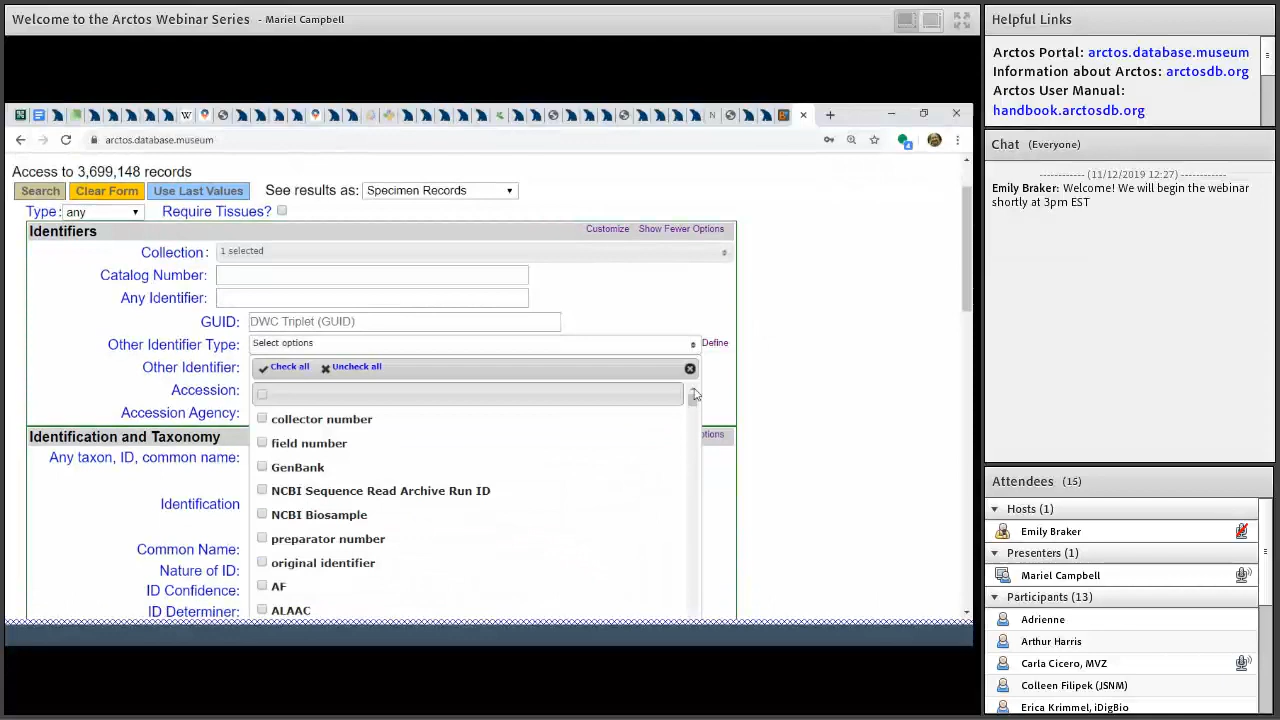 Welcome to the Arctos Webinar Series - Mariel Campbell
arctos.database.museum
Access to 3,699,148 records
Search Clear Form Use Last Values See results as: Specimen Records
Type: any Require Tissues?
Identifiers Customize Show Fewer Options
Collection: 1 selected
Catalog Number:
Any Identifier:
GUID: DWC Triplet (GUID)
Other Identifier Type: Select options Define
Other Identifier: Check all Uncheck all
Accession:
Accession Agency: collector number
Identification and Taxonomy field number ptions
Any taxon, ID, common name: GenBank
NCBI Sequence Read Archive Run ID
Identification NCBI Biosample
preparator number
Common Name:
Nature of ID: original identifier
ID Confidence: AF
ID Determiner: ALAAC
Helpful Links
Arctos Portal: arctos.database.museum
Information about Arctos: arctosdb.org
Arctos User Manual:
handbook.arctosdb.org
Chat (Everyone)
------------ (11/12/2019 12:27) ------------
Emily Braker: Welcome! We will begin the webinar
shortly at 3pm EST
Attendees (15)
Hosts (1)
Emily Braker
Presenters (1)
Mariel Campbell
Participants (13)
Adrienne
Arthur Harris
Carla Cicero, MVZ
Colleen Filipek (JSNM)
Erica Krimmel, iDigBio